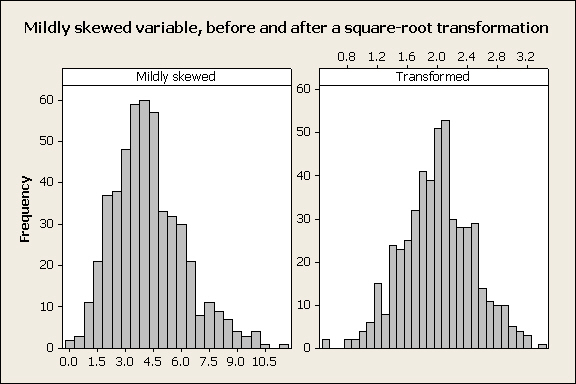 Mildly skewed variable, before and after a square-root transformation
0.8 1.2 1.6 2.0 2.4 2.8 3.2
Mildly skewed Transformed
60 60
50 50
40 40
30 30
20 20
10 10
0 0
Frequency
0.0 1.5 3.0 4.5 6.0 7.5 9.0 10.5